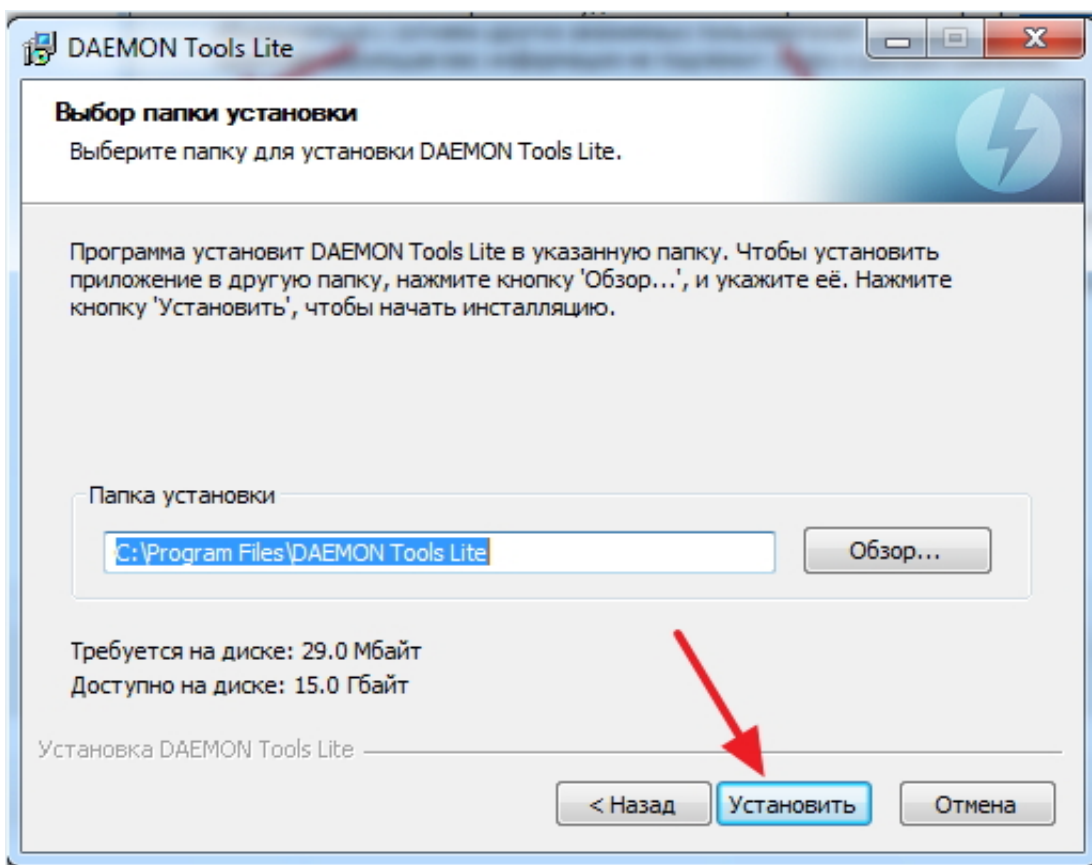 DAEMON Tools Lite
Выбор папки установки
Выберите папку для установки DAEMON Tools Lite.
Программа установит DAEMON Tools Lite в указанную папку. Чтобы установить
приложение в другую папку, нажмите кнопку 'Обзор...', и укажите её. Нажмите
кнопку 'Установить', чтобы начать инсталляцию.
Папка установки
C:\Program Files\DAEMON Tools Lite
Обзор...
Требуется на диске: 29.0 Мбайт
Доступно на диске: 15.0 Гбайт
Установка DAEMON Tools Lite
< Назад
Установить
Отмена